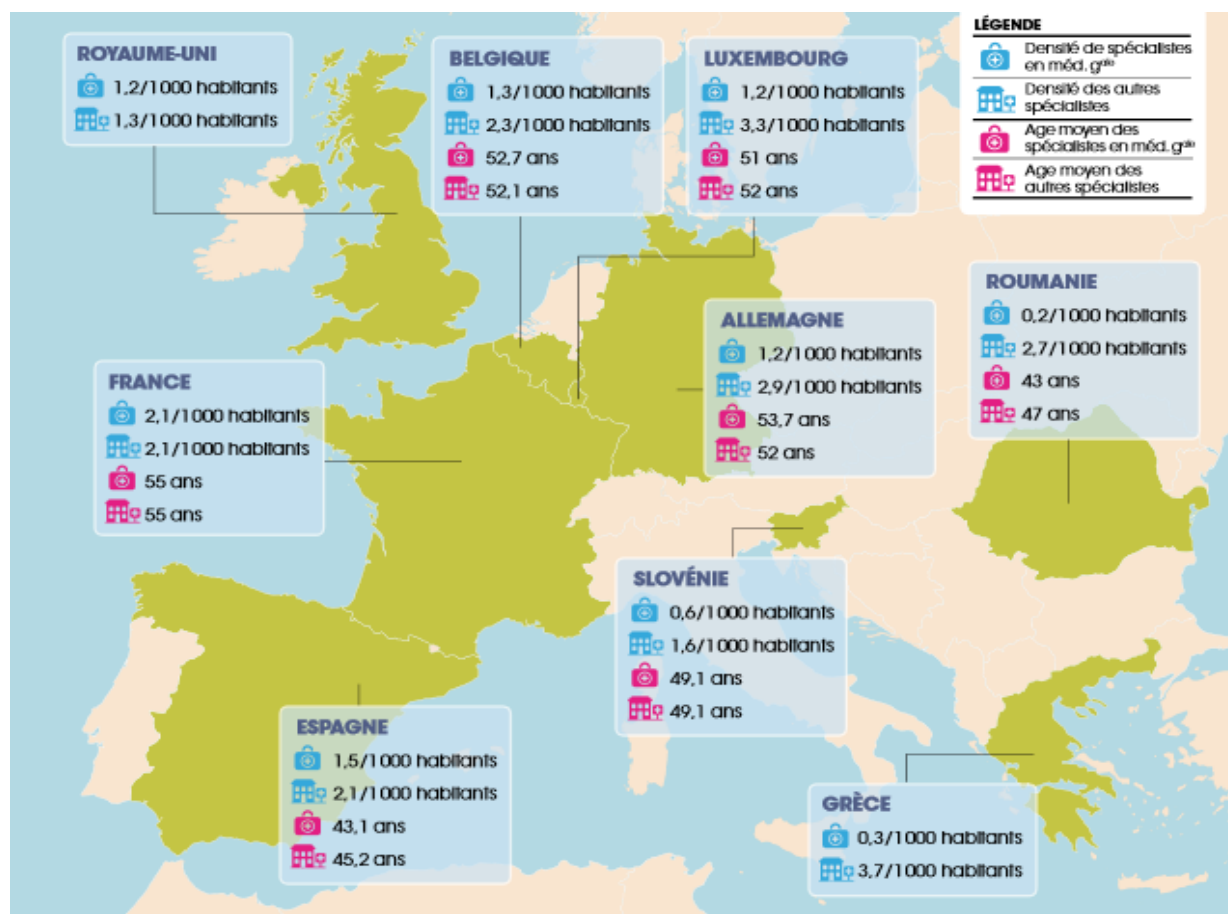 LÉGENDE
Densité de spécialistes
en méd. gale
Densité des autres
spécialistes
Age moyen des
spécialistes en méd. gale
Age moyen des
autres spécialistes
ROYAUME-UNI
1,2/1000 habitants
1,3/1000 habitants
BELGIQUE
1,3/1000 habitants
2,3/1000 habitants
52,7 ans
52,1 ans
LUXEMBOURG
1,2/1000 habitants
3,3/1000 habitants
51 ans
52 ans
ROUMANIE
0,2/1000 habitants
2,7/1000 habitants
43 ans
47 ans
ALLEMAGNE
1,2/1000 habitants
2,9/1000 habitants
53,7 ans
52 ans
FRANCE
2,1/1000 habitants
2,1/1000 habitants
55 ans
55 ans
SLOVÉNIE
0,6/1000 habitants
1,6/1000 habitants
49,1 ans
49,1 ans
ESPAGNE
1,5/1000 habitants
2,1/1000 habitants
43,1 ans
45,2 ans
GRÈCE
0,3/1000 habitants
3,7/1000 habitants